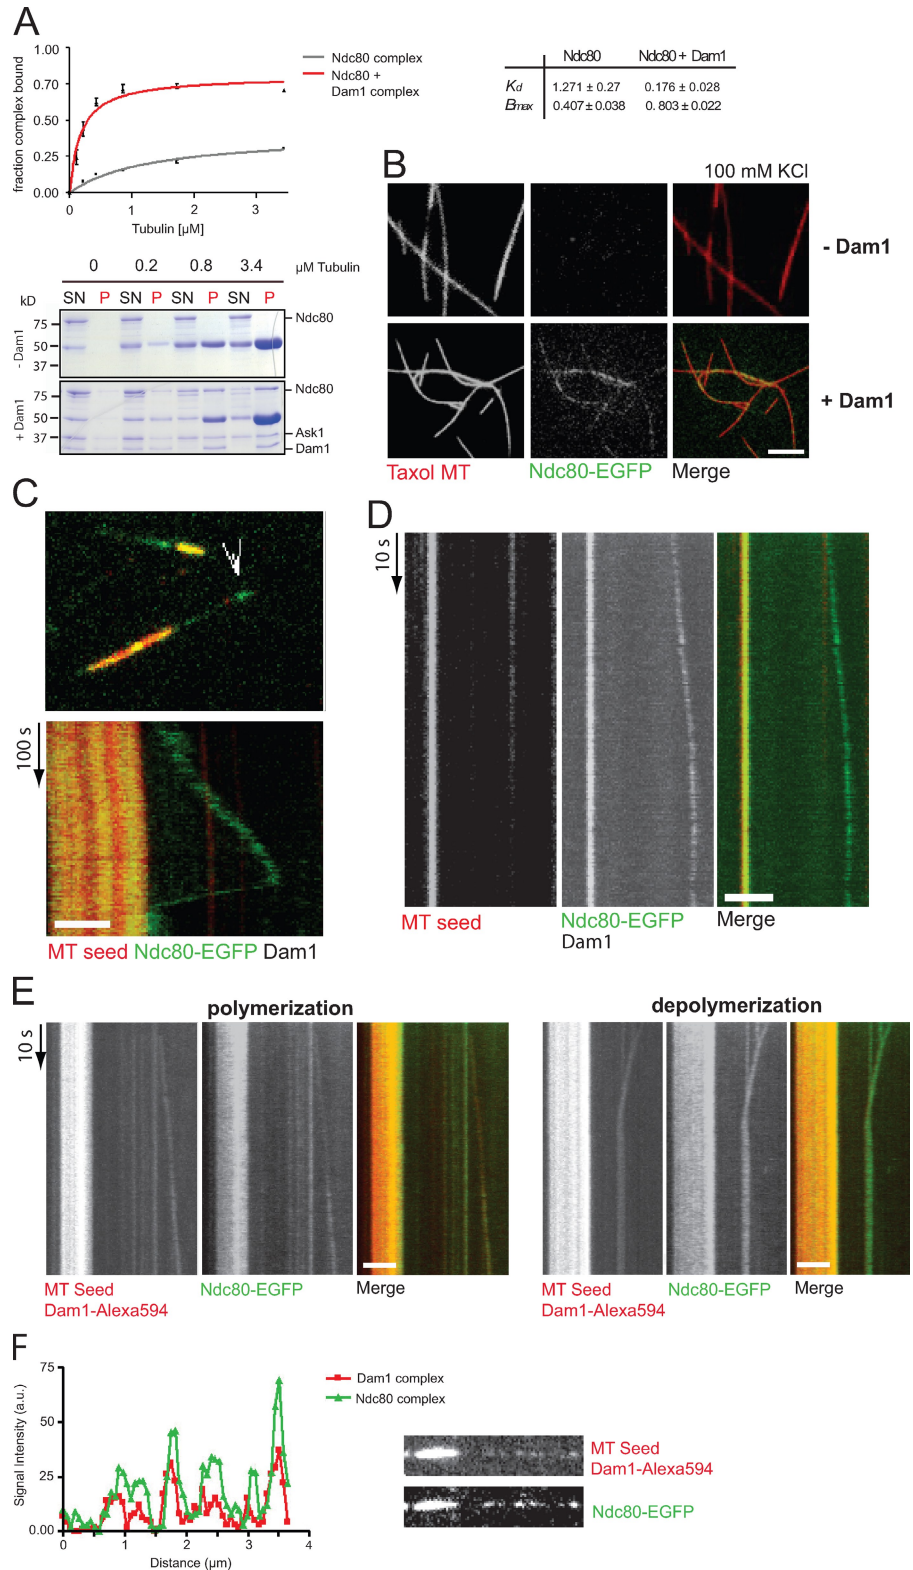 A
1.00
0.70
0.50
0.25
0.00
fraction complex bound
0 1 2 3
Tubulin [µM]
Ndc80 complex
Ndc80 +
Dam1 complex
Ndc80 Ndc80 + Dam1
Kd 1.271 ± 0.27 0.176 ± 0.028
Bmax 0.407 ± 0.038 0. 803 ± 0.022
0 0.2 0.8 3.4 µM Tubulin
kD SN P SN P SN P SN P
75
50
37
- Dam1
Ndc80
75
50
37
+ Dam1
Ndc80
Ask1
Dam1
B
100 mM KCl
- Dam1
+ Dam1
Taxol MT Ndc80-EGFP Merge
C
100 s
MT seed Ndc80-EGFP Dam1
D
10 s
MT seed Ndc80-EGFP Merge
Dam1
E
polymerization
10 s
MT Seed Ndc80-EGFP Merge
Dam1-Alexa594
depolymerization
MT Seed Ndc80-EGFP Merge
Dam1-Alexa594
F
75
50
25
0.00
Signal Intensity (a.u.)
0 1 2 3 4
Distance (µm)
Dam1 complex
Ndc80 complex
MT Seed
Dam1-Alexa594
Ndc80-EGFP